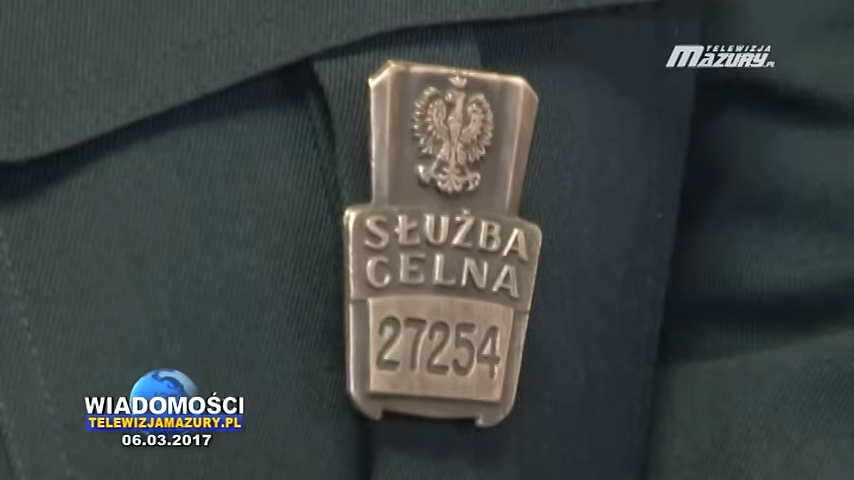 TELEWIZJA
MAZURY.PL
SŁUŻBA
CELNA
27254
WIADOMOŚCI
TELEWIZJAMAZURY.PL
06.03.2017